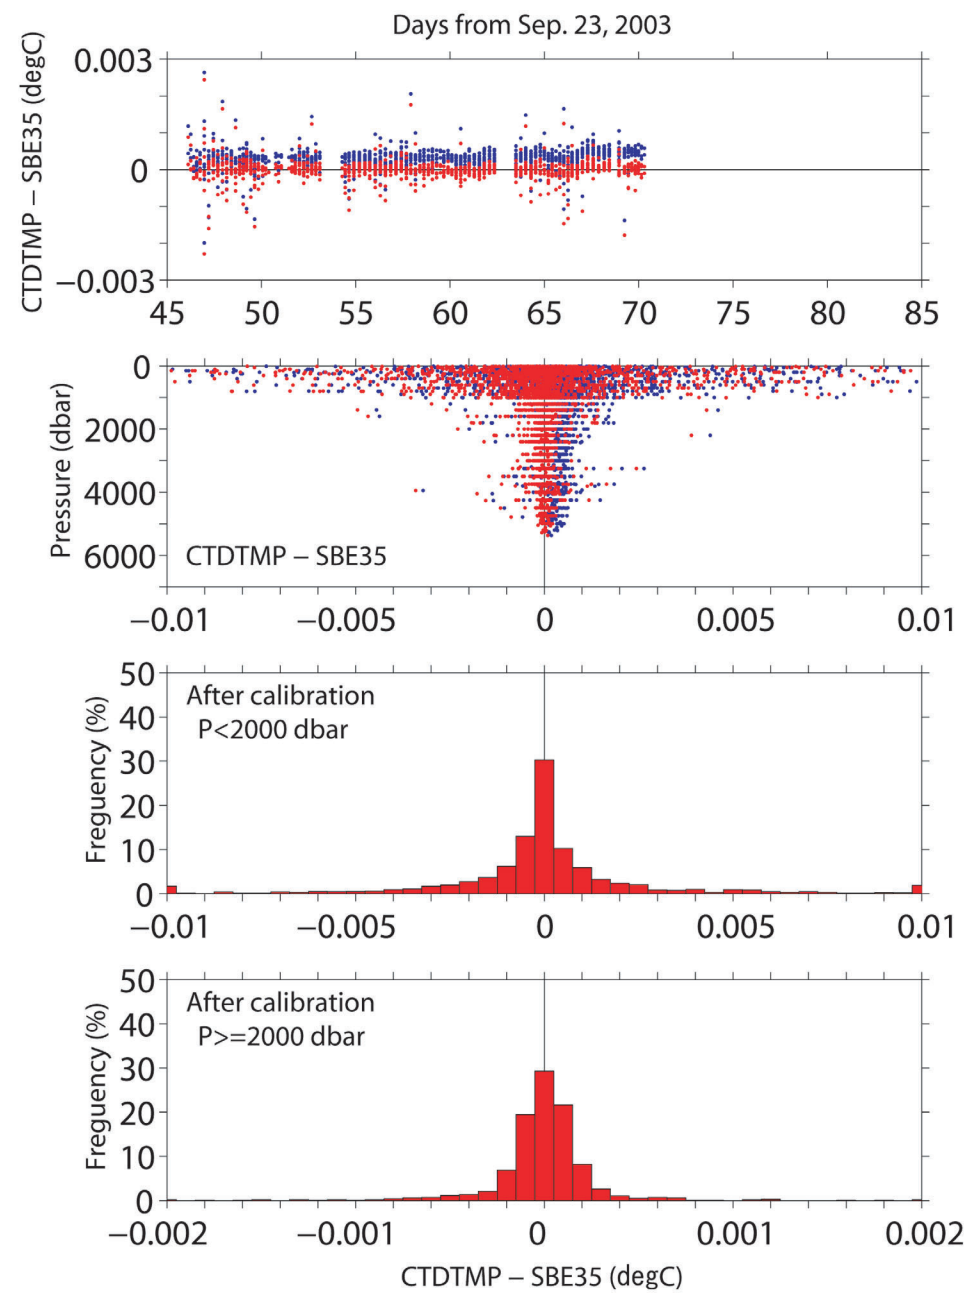 Days from Sep. 23, 2003
CTDTMP – SBE35 (degC)
0.003
0
−0.003
45 50 55 60 65 70 75 80 85
Pressure (dbar)
0
2000
4000
6000
CTDTMP – SBE35
−0.01 −0.005 0 0.005 0.01
Freguency (%)
50
40
30
20
10
0
After calibration
P<2000 dbar
−0.01 −0.005 0 0.005 0.01
Freguency (%)
50
40
30
20
10
0
After calibration
P>=2000 dbar
−0.002 −0.001 0 0.001 0.002
CTDTMP – SBE35 (degC)